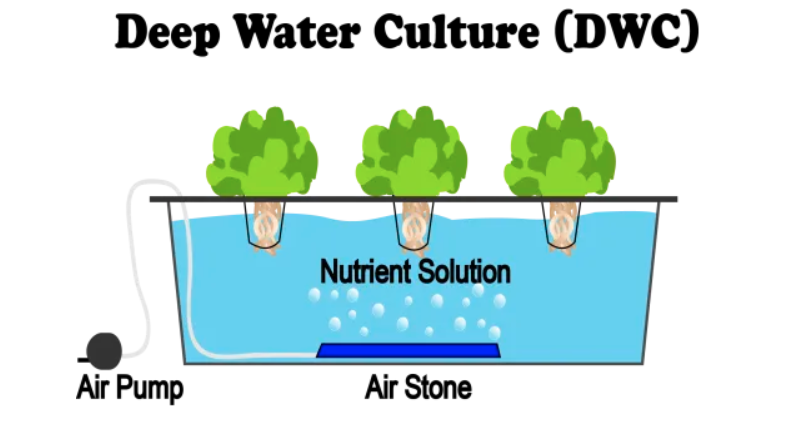 Deep Water Culture (DWC)
Nutrient Solution
Air Pump
Air Stone